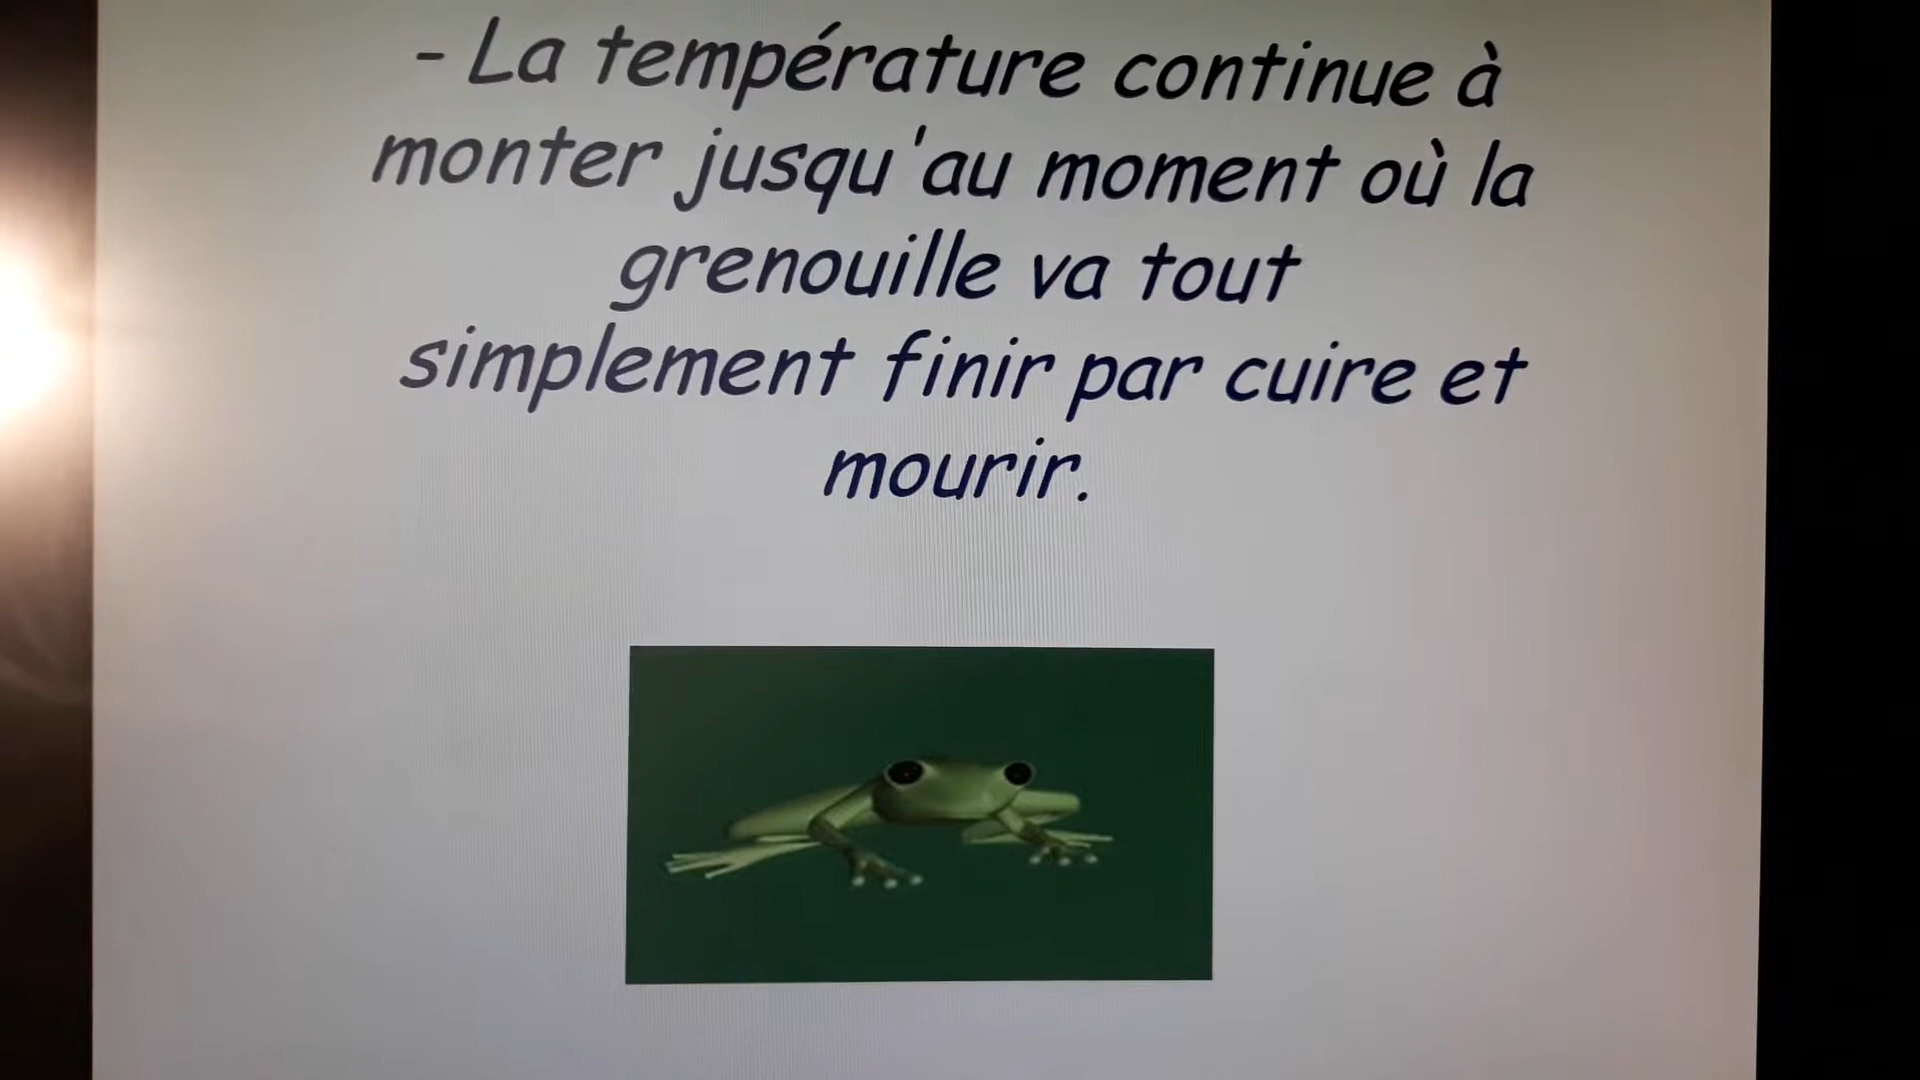 - La température continue à
monter jusqu'au moment où la
grenouille va tout
simplement finir par cuire et
mourir.